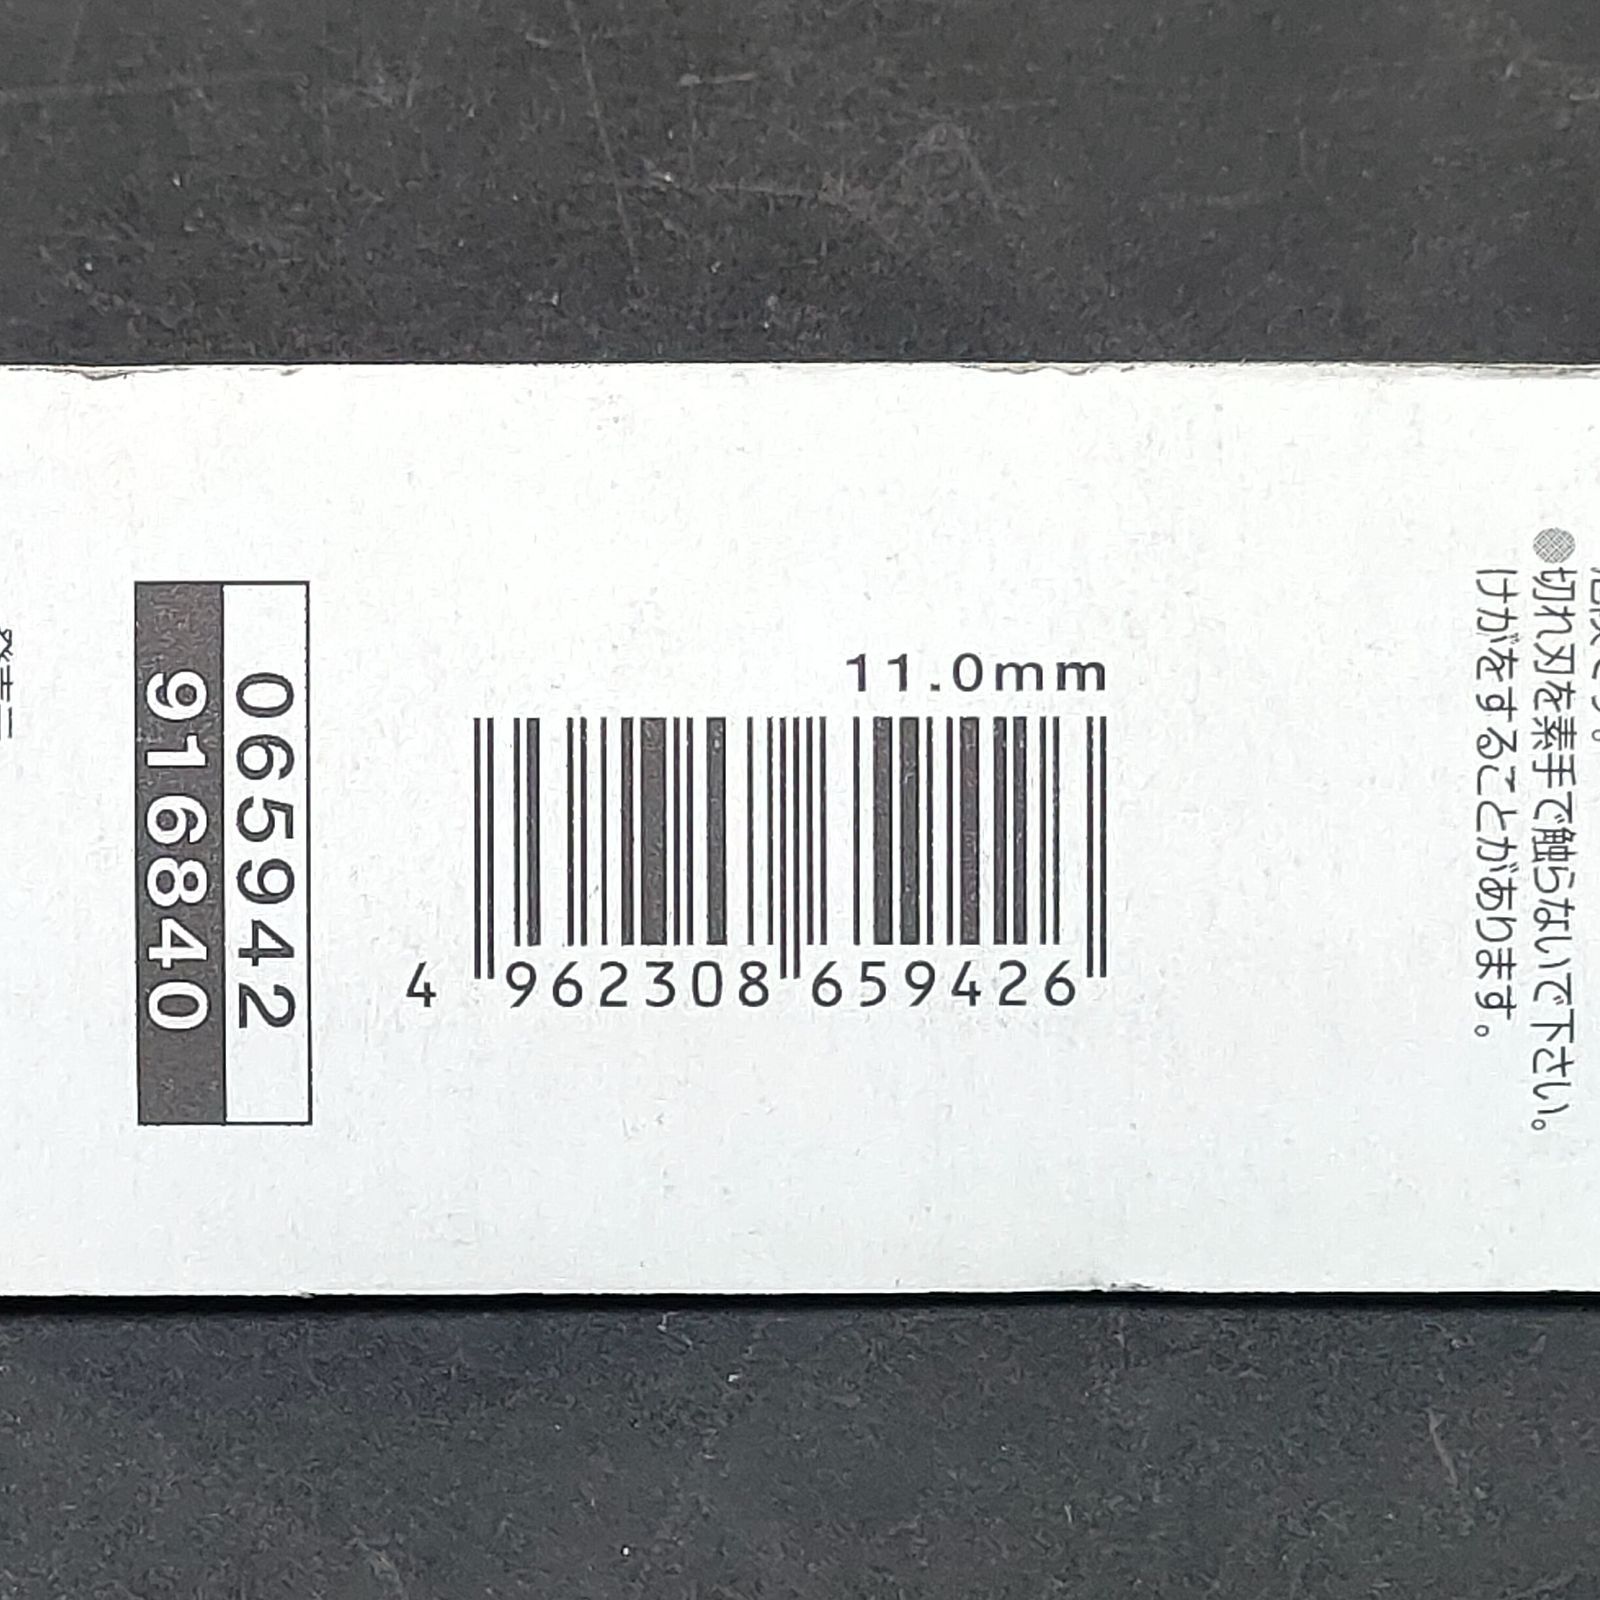 11.0mm
4 962308 659426
065942
916840
●切れ刃を素手で触らないで下さい。
けがをすることがあります。